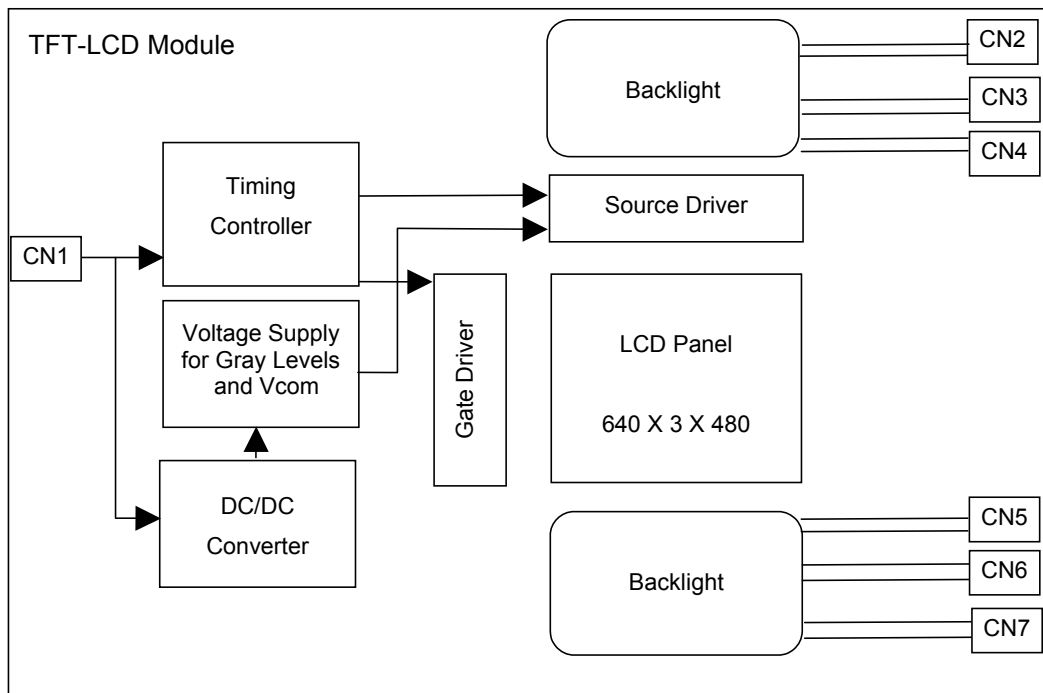 TFT-LCD Module
Backlight
CN2
CN3
CN4
Timing
Controller
Source Driver
CN1
Voltage Supply
for Gray Levels
and Vcom
Gate Driver
LCD Panel
640 X 3 X 480
DC/DC
Converter
Backlight
CN5
CN6
CN7